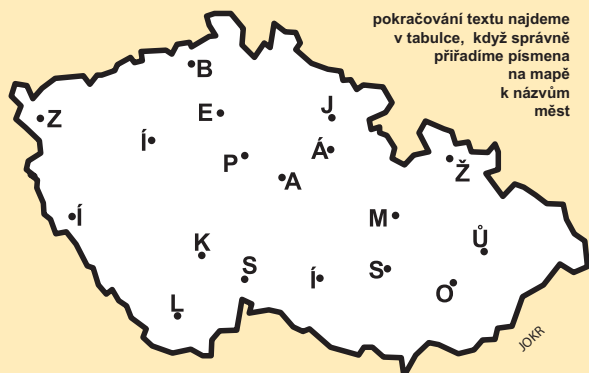 pokračování textu najdeme
v tabulce, když správně
přiřadíme písmena
na mapě
k názvům
měst
B
Z
E
J
Í
P
Á
A
Ž
Í
M
K
Ů
S
Í
S
O
L
JOKR